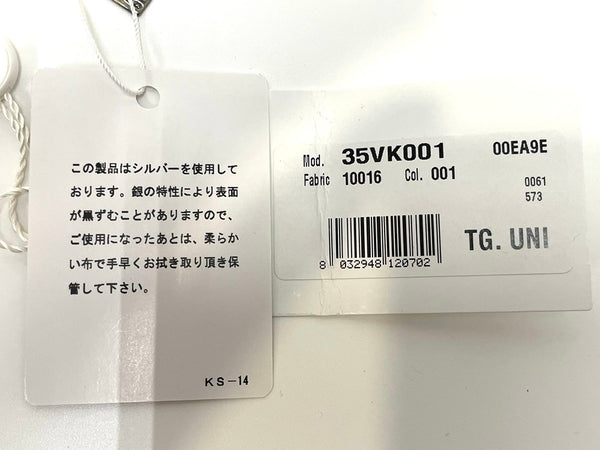 この製品はシルバーを使用して
おります。銀の特性により表面
が黒ずむことがありますので、
ご使用になったあとは、柔らか
い布で手早くお拭き取り頂き保
管して下さい。
KS-14
Mod. 35VK001 00EA9E
Fabric 10016 Col. 001
0061
573
TG. UNI
8 032948 120702